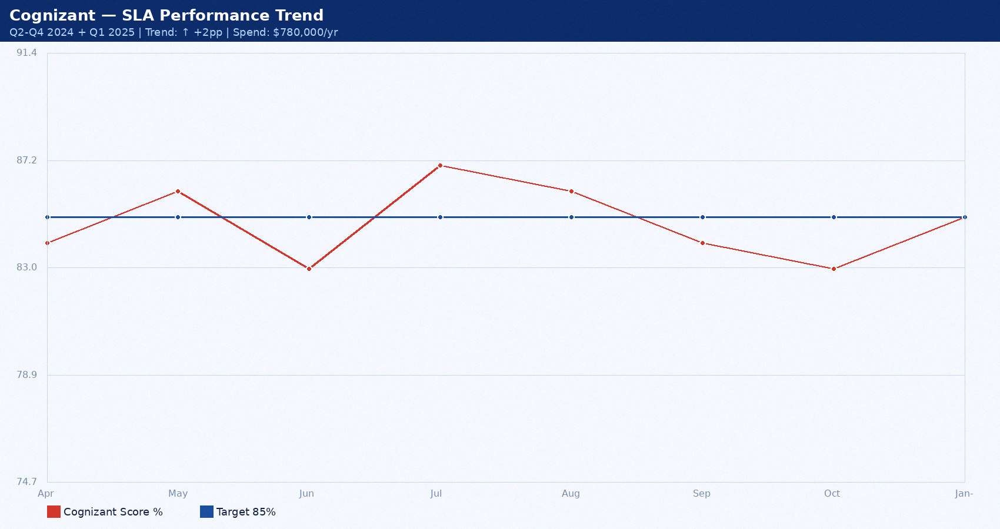 Cognizant — SLA Performance Trend
Q2-Q4 2024 + Q1 2025 | Trend: ↑ +2pp | Spend: $780,000/yr
91.4
87.2
83.0
78.9
74.7
Apr May Jun Jul Aug Sep Oct Jan-
Cognizant Score % Target 85%